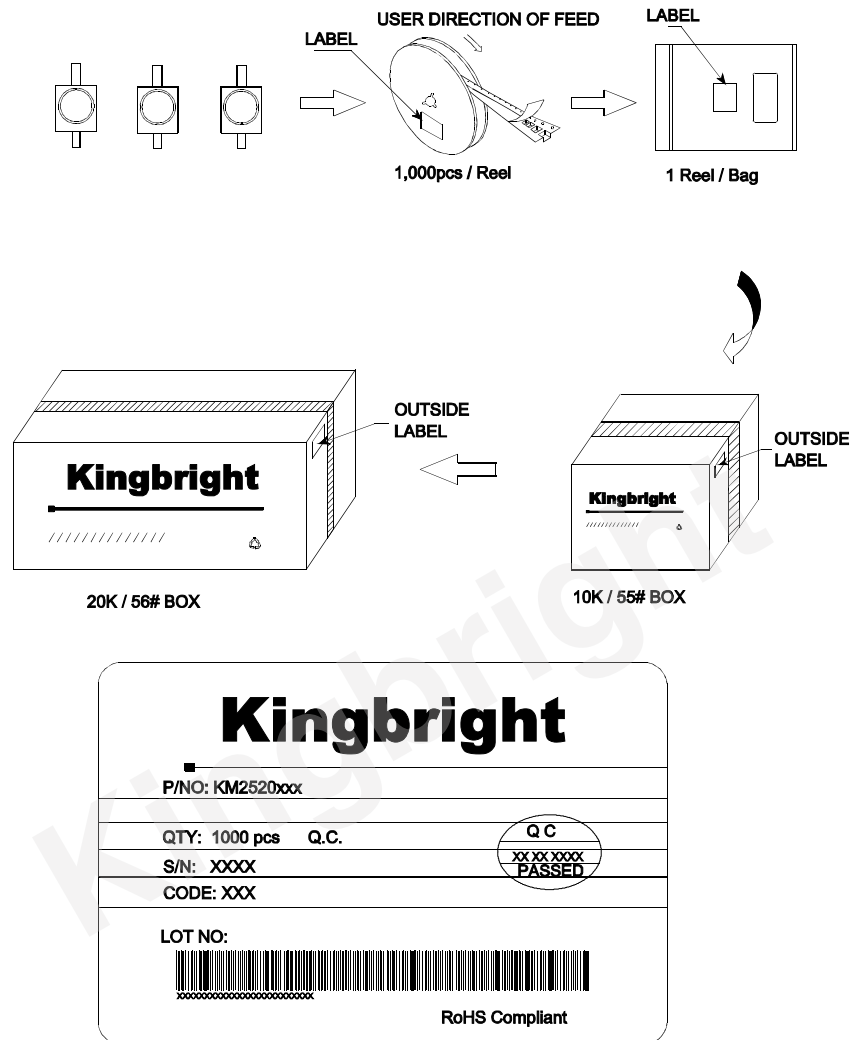 USER DIRECTION OF FEED
LABEL
LABEL
1,000pcs / Reel
1 Reel / Bag
OUTSIDE
LABEL
OUTSIDE
LABEL
Kingbright
Kingbright
20K / 56# BOX
10K / 55# BOX
Kingbright
Kingbright
P/NO: KM2520xxx
QTY: 1000 pcs Q.C.
Q C
XX XX XXXX
PASSED
S/N: XXXX
CODE: XXX
LOT NO:
RoHS Compliant